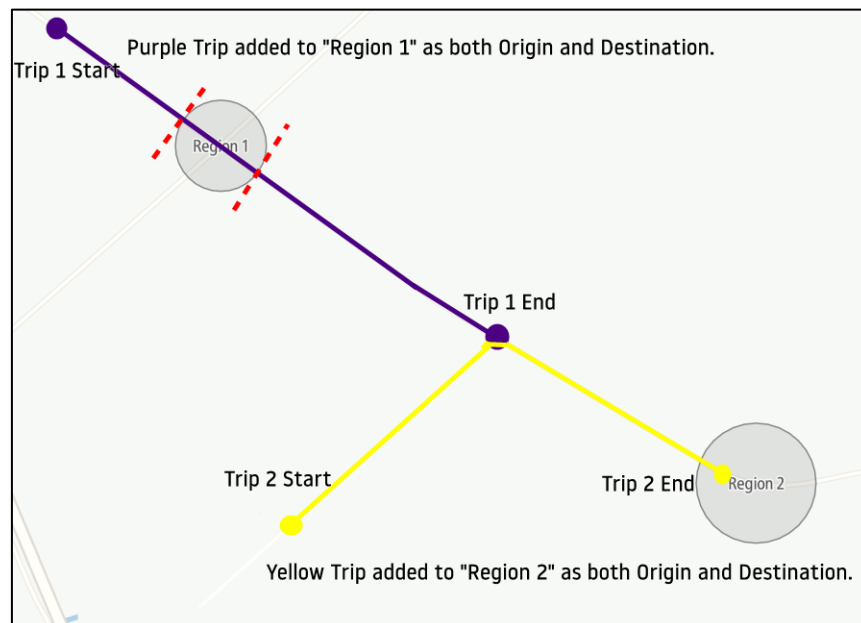 Purple Trip added to "Region 1" as both Origin and Destination.
Trip 1 Start
Region 1
Trip 1 End
Trip 2 Start
Trip 2 End
Region 2
Yellow Trip added to "Region 2" as both Origin and Destination.